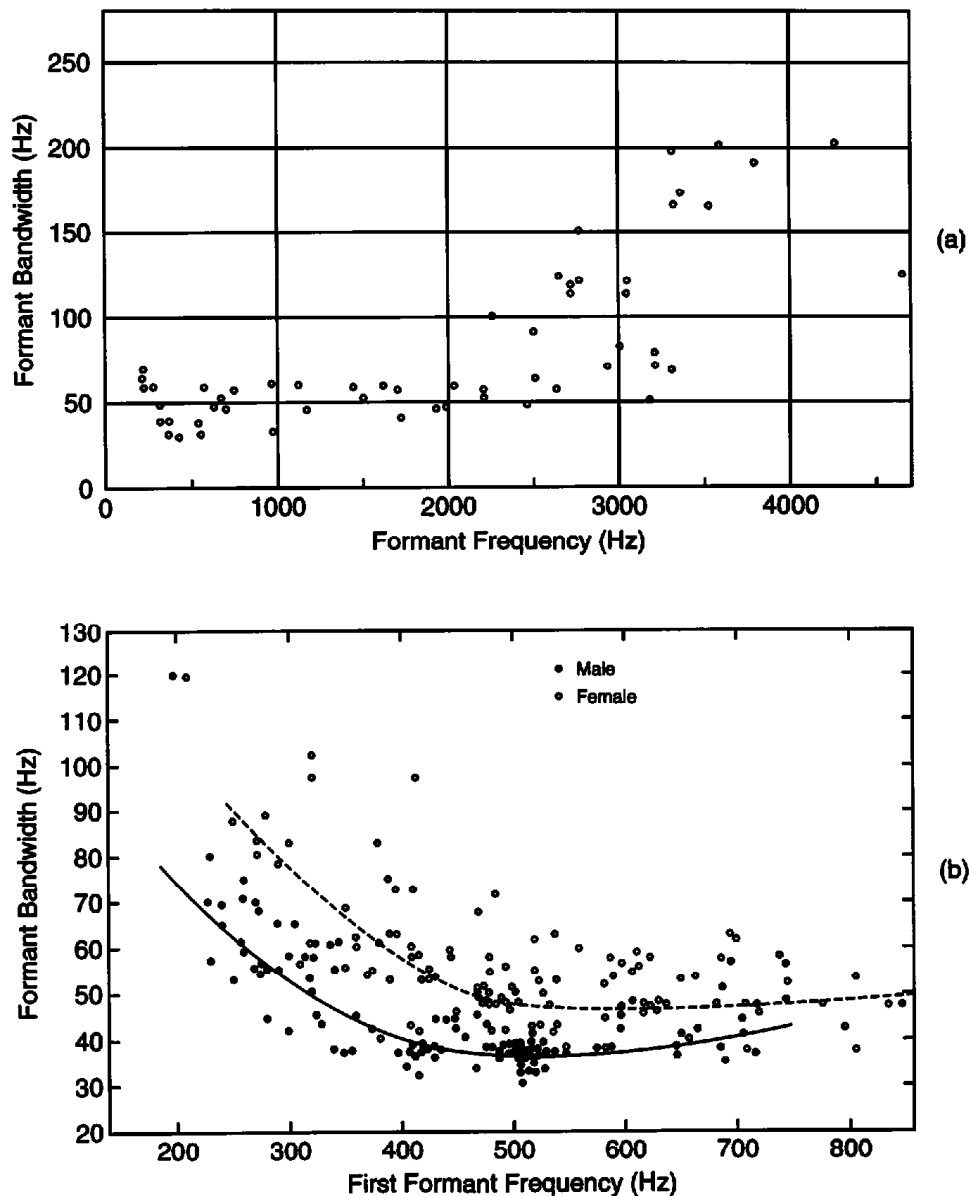 250
200
150
100
50
0
Formant Bandwidth (Hz)
(a)
0 1000 2000 3000 4000
Formant Frequency (Hz)
130
120
110
100
90
80
70
60
50
40
30
20
Formant Bandwidth (Hz)
Male
Female
(b)
200 300 400 500 600 700 800
First Formant Frequency (Hz)